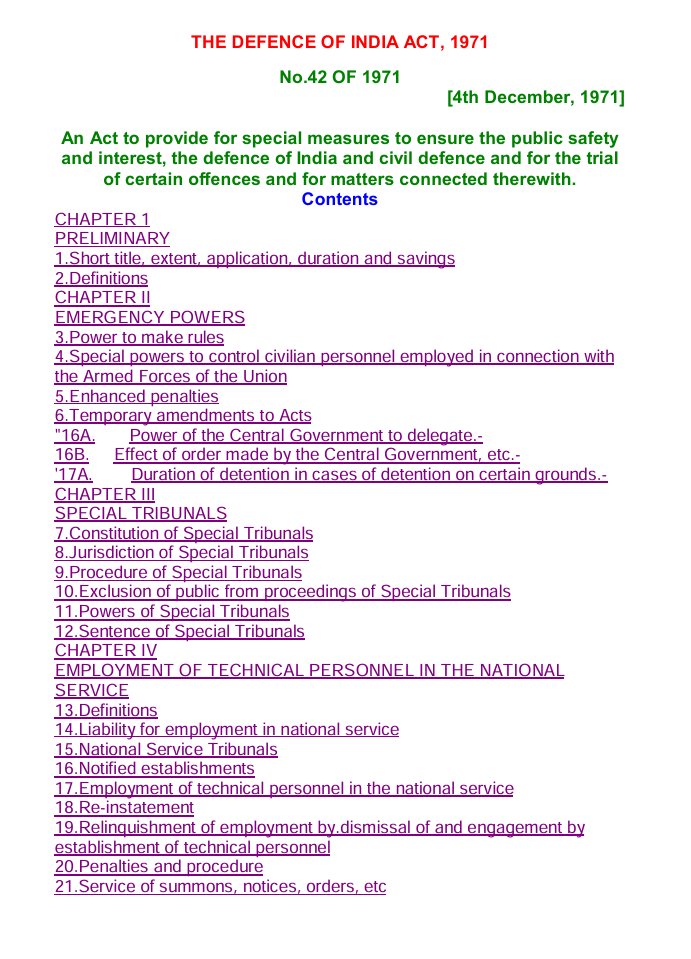 THE DEFENCE OF INDIA ACT, 1971
No.42 OF 1971
[4th December, 1971]
An Act to provide for special measures to ensure the public safety
and interest, the defence of India and civil defence and for the trial
of certain offences and for matters connected therewith.
Contents
CHAPTER 1
PRELIMINARY
1.Short title, extent, application, duration and savings
2.Definitions
CHAPTER II
EMERGENCY POWERS
3.Power to make rules
4.Special powers to control civilian personnel employed in connection with
the Armed Forces of the Union
5.Enhanced penalties
6.Temporary amendments to Acts
"16A. Power of the Central Government to delegate.-
16B. Effect of order made by the Central Government, etc.-
'17A. Duration of detention in cases of detention on certain grounds.-
CHAPTER III
SPECIAL TRIBUNALS
7.Constitution of Special Tribunals
8.Jurisdiction of Special Tribunals
9.Procedure of Special Tribunals
10.Exclusion of public from proceedings of Special Tribunals
11.Powers of Special Tribunals
12.Sentence of Special Tribunals
CHAPTER IV
EMPLOYMENT OF TECHNICAL PERSONNEL IN THE NATIONAL
SERVICE
13.Definitions
14.Liability for employment in national service
15.National Service Tribunals
16.Notified establishments
17.Employment of technical personnel in the national service
18.Re-instatement
19.Relinquishment of employment by.dismissal of and engagement by
establishment of technical personnel
20.Penalties and procedure
21.Service of summons, notices, orders, etc